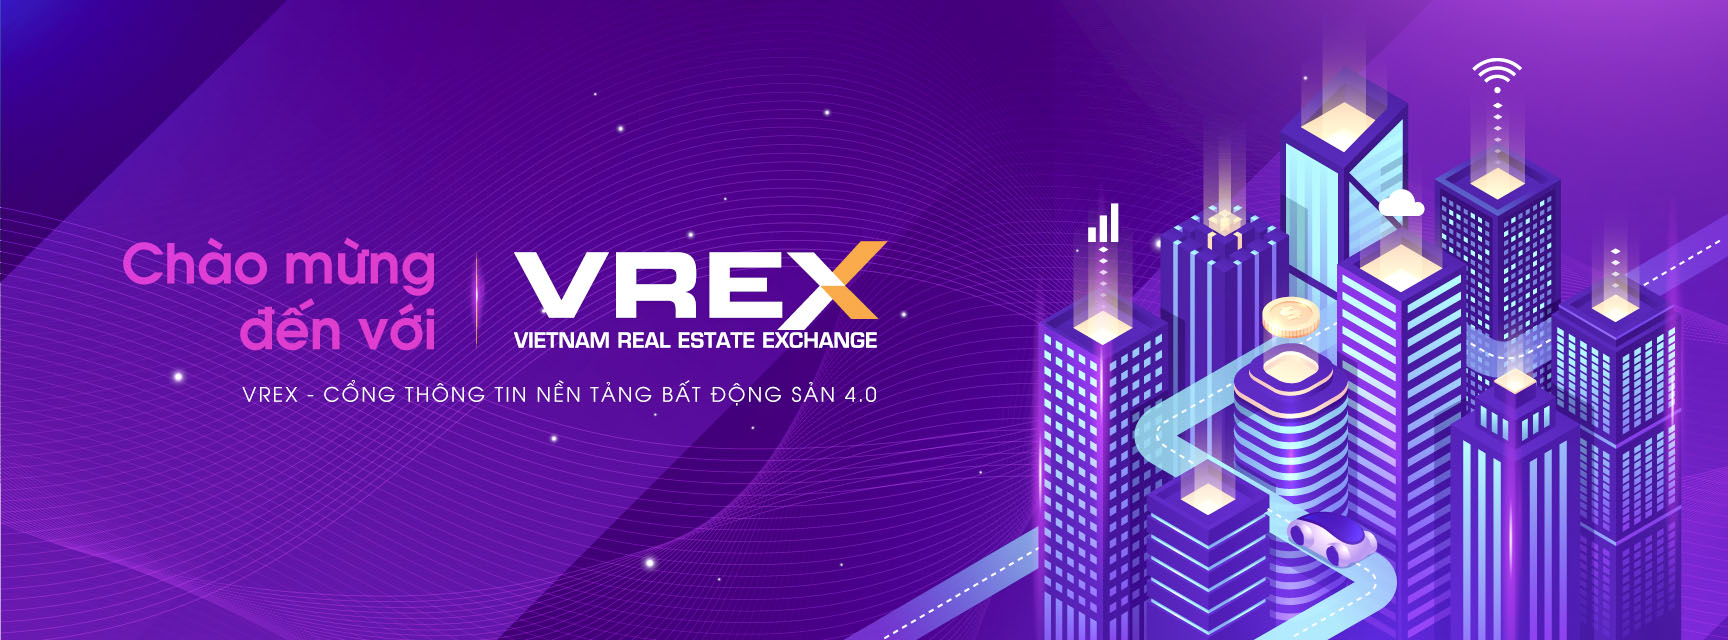 Chào mừng
đến với
VREX
VIETNAM REAL ESTATE EXCHANGE
VREX - CỔNG THÔNG TIN NỀN TẢNG BẤT ĐỘNG SẢN 4.0